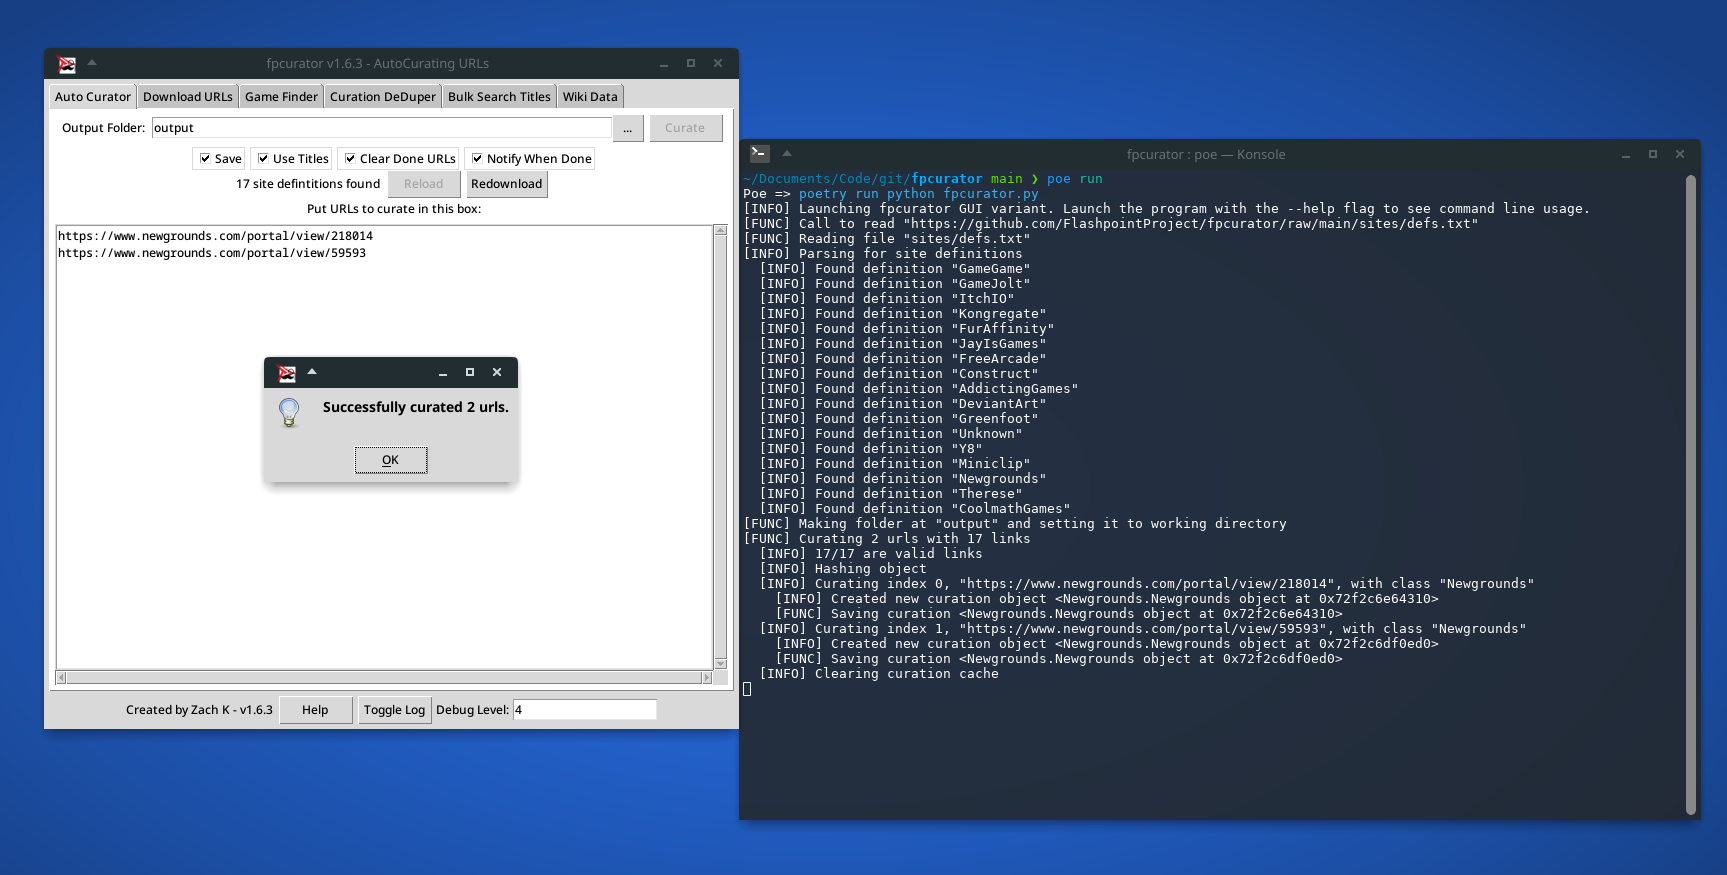 fpcurator v1.6.3 - AutoCurating URLs
Auto Curator Download URLs Game Finder Curation DeDuper Bulk Search Titles Wiki Data
Output Folder: output ... Curate
Save Use Titles Clear Done URLs Notify When Done
17 site defintitions found Reload Redownload
Put URLs to curate in this box:
https://www.newgrounds.com/portal/view/218014
https://www.newgrounds.com/portal/view/59593
Successfully curated 2 urls.
OK
Created by Zach K - v1.6.3 Help Toggle Log Debug Level: 4
fpcurator : poe — Konsole
~/Documents/Code/git/fpcurator main ❯ poe run
Poe => poetry run python fpcurator.py
[INFO] Launching fpcurator GUI variant. Launch the program with the --help flag to see command line usage.
[FUNC] Call to read "https://github.com/FlashpointProject/fpcurator/raw/main/sites/defs.txt"
[FUNC] Reading file "sites/defs.txt"
[INFO] Parsing for site definitions
[INFO] Found definition "GameGame"
[INFO] Found definition "GameJolt"
[INFO] Found definition "ItchIO"
[INFO] Found definition "Kongregate"
[INFO] Found definition "FurAffinity"
[INFO] Found definition "JayIsGames"
[INFO] Found definition "FreeArcade"
[INFO] Found definition "Construct"
[INFO] Found definition "AddictingGames"
[INFO] Found definition "DeviantArt"
[INFO] Found definition "Greenfoot"
[INFO] Found definition "Unknown"
[INFO] Found definition "Y8"
[INFO] Found definition "Miniclip"
[INFO] Found definition "Newgrounds"
[INFO] Found definition "Therese"
[INFO] Found definition "CoolmathGames"
[FUNC] Making folder at "output" and setting it to working directory
[FUNC] Curating 2 urls with 17 links
[INFO] 17/17 are valid links
[INFO] Hashing object
[INFO] Curating index 0, "https://www.newgrounds.com/portal/view/218014", with class "Newgrounds"
[INFO] Created new curation object <Newgrounds.Newgrounds object at 0x72f2c6e64310>
[FUNC] Saving curation <Newgrounds.Newgrounds object at 0x72f2c6e64310>
[INFO] Curating index 1, "https://www.newgrounds.com/portal/view/59593", with class "Newgrounds"
[INFO] Created new curation object <Newgrounds.Newgrounds object at 0x72f2c6df0ed0>
[FUNC] Saving curation <Newgrounds.Newgrounds object at 0x72f2c6df0ed0>
[INFO] Clearing curation cache